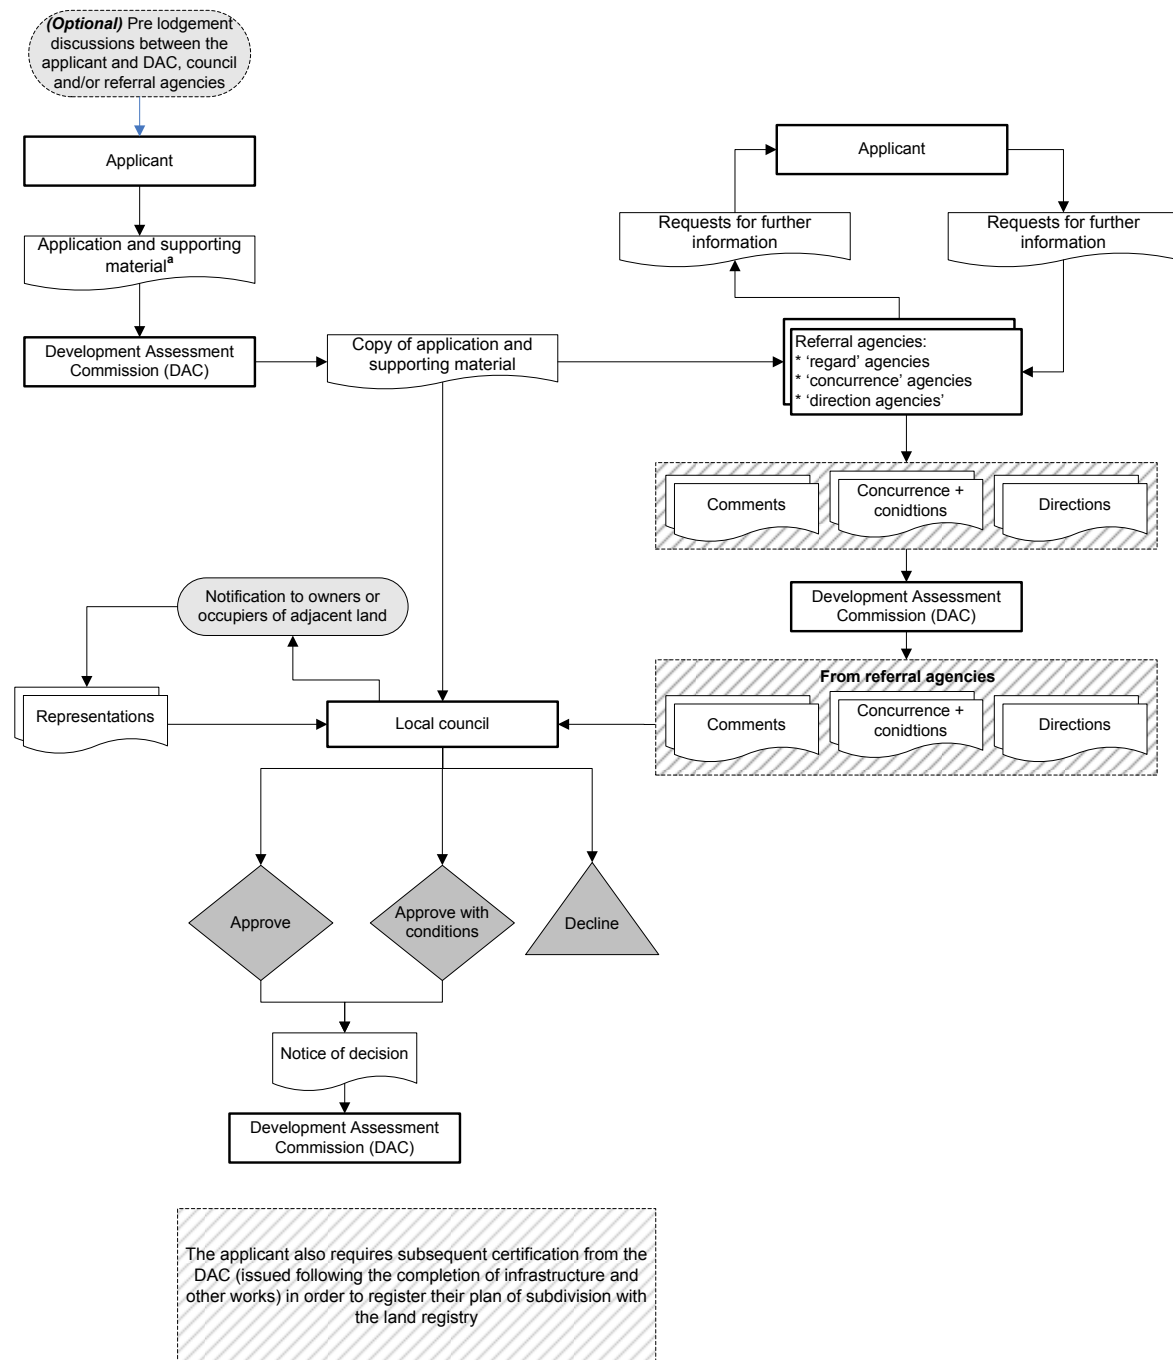 (Optional) Pre lodgement
discussions between the
applicant and DAC, council
and/or referral agencies
Applicant
Application and supporting
materialᵃ
Development Assessment
Commission (DAC)
Copy of application and
supporting material
Applicant
Requests for further
information
Requests for further
information
Referral agencies:
* 'regard' agencies
* 'concurrence' agencies
* 'direction agencies'
Comments
Concurrence +
conidtions
Directions
Development Assessment
Commission (DAC)
From referral agencies
Comments
Concurrence +
conidtions
Directions
Notification to owners or
occupiers of adjacent land
Representations
Local council
Approve
Approve with
conditions
Decline
Notice of decision
Development Assessment
Commission (DAC)
The applicant also requires subsequent certification from the
DAC (issued following the completion of infrastructure and
other works) in order to register their plan of subdivision with
the land registry